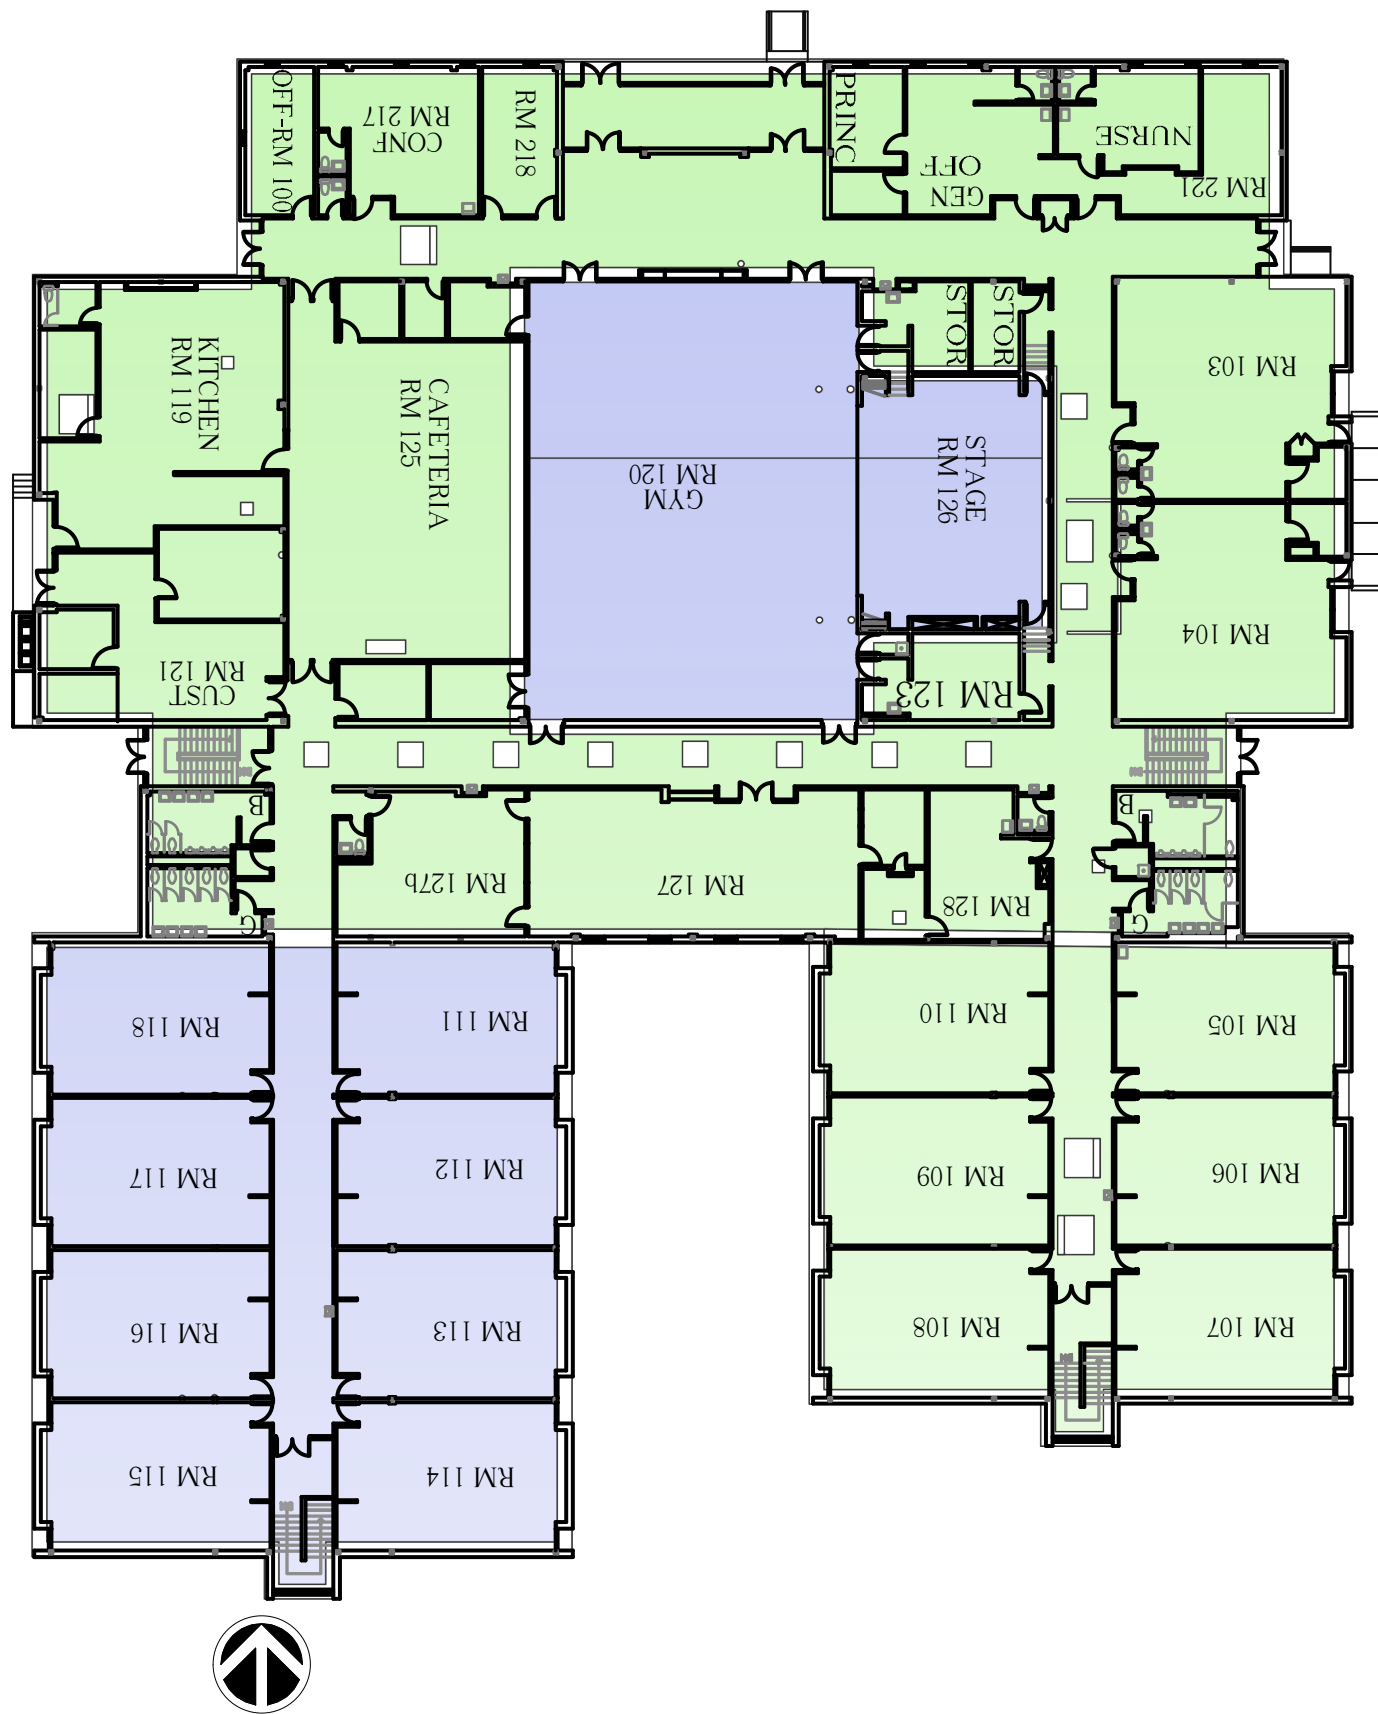 OFF-RM 100
CONF
RM 217
RM 218
PRINC
GEN
OFF
NURSE
RM 221
KITCHEN
RM 119
CAFETERIA
RM 125
GYM
RM 120
STOR
STOR
STAGE
RM 126
RM 103
RM 104
CUST
RM 121
RM 123
B
G
RM 127b
RM 127
RM 128
B
G
RM 118
RM 111
RM 110
RM 105
RM 117
RM 112
RM 109
RM 106
RM 116
RM 113
RM 108
RM 107
RM 115
RM 114